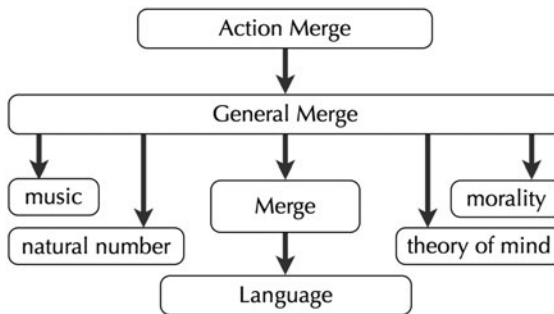 Action Merge
General Merge
music
Merge
morality
natural number
theory of mind
Language